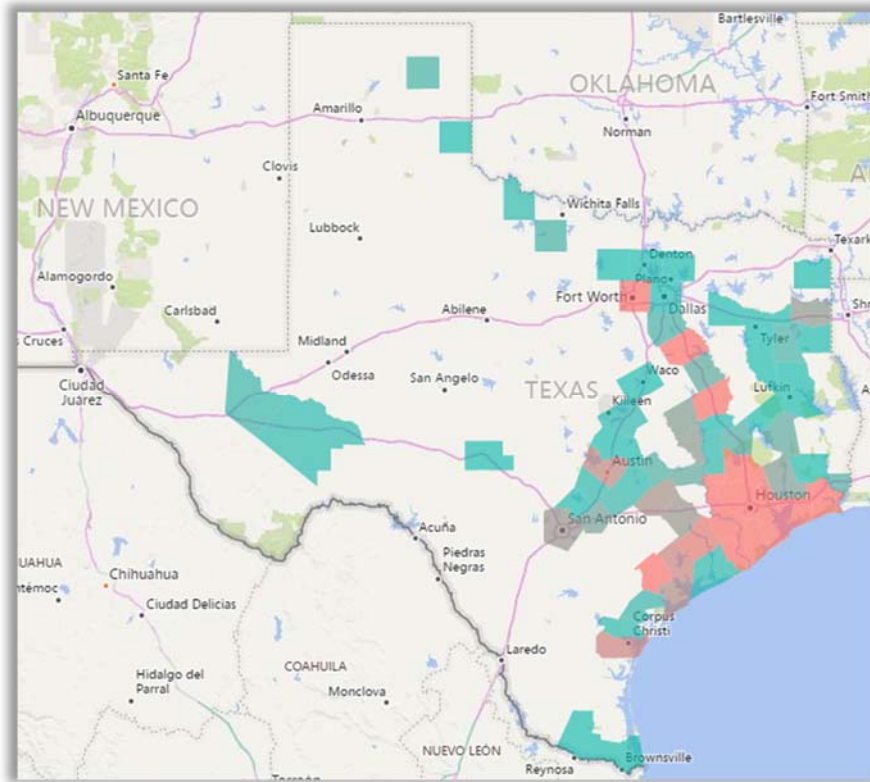 Bartlesville
Santa Fe
OKLAHOMA
Amarillo
Fort Smith
Albuquerque
Norman
Clovis
A
NEW MEXICO
Wichita Falls
Lubbock
Texark
Denton
Alamogordo
Plano
Fort Worth
Dallas
Carlsbad
Abilene
Shr
s Cruces
Tyler
Midland
Odessa
Ciudad
Juarez
San Angelo
Waco
TEXAS
Lufkin
Killeen
A
Austin
Houston
San Antonio
Acuña
HUAHUA
Piedras
Negras
Chihuahua
ntémoc
Ciudad Delicias
Corpus
Christi
Laredo
COAHUILA
Hidalgo del
Parral
Monclova
NUEVO LEÓN
Brownsville
Reynosa
Torreón